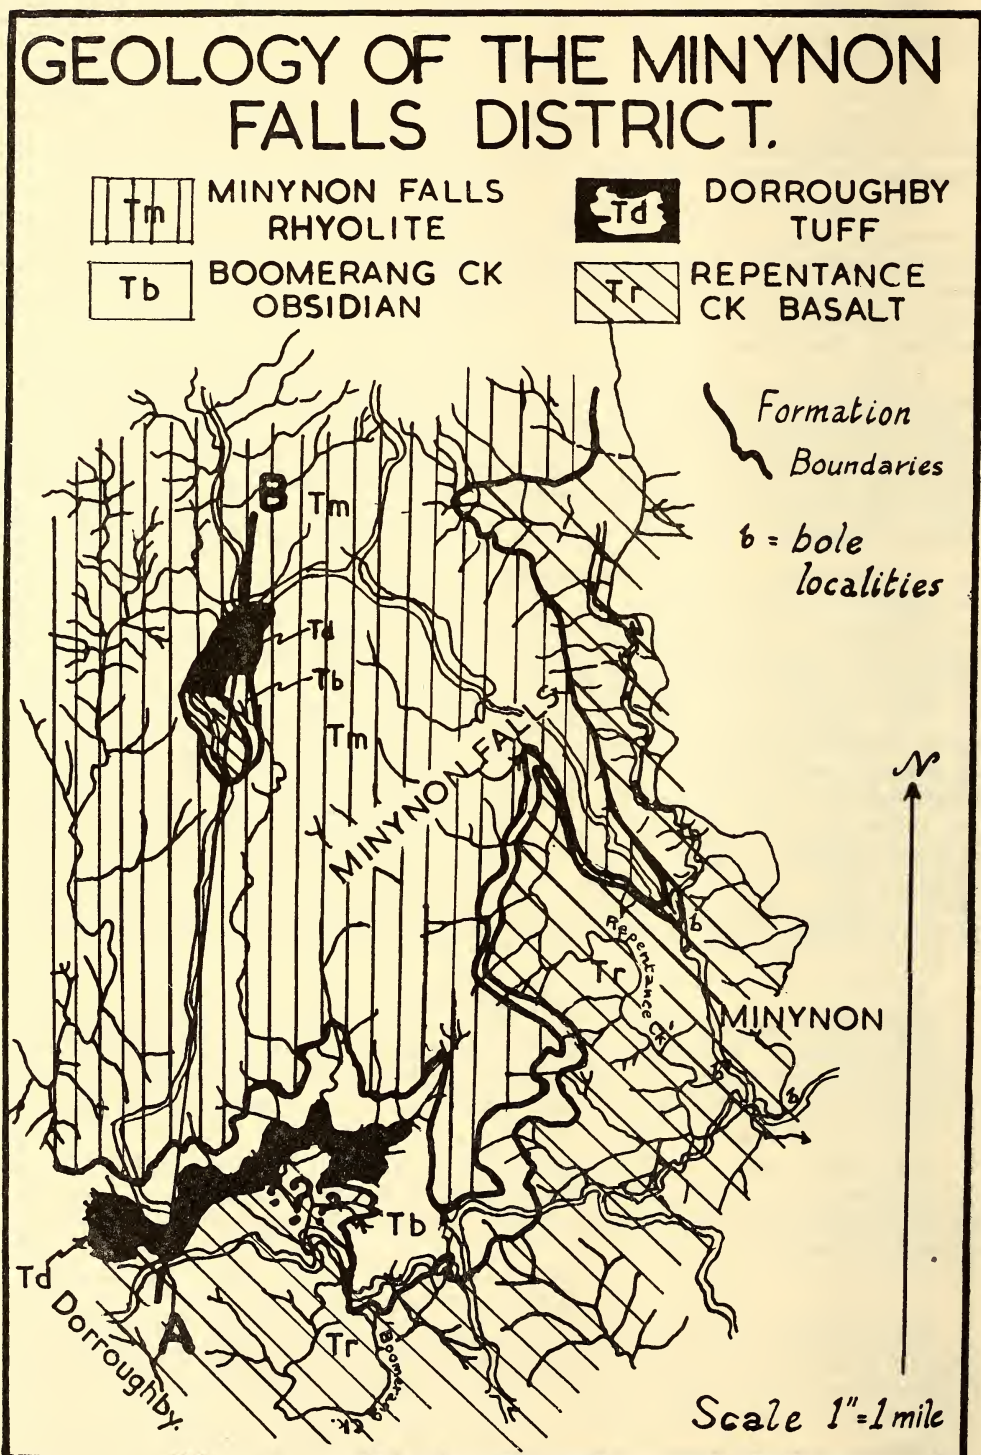 GEOLOGY OF THE MINYNON
FALLS DISTRICT.
Tm
MINYNON FALLS
RHYOLITE
Td
DORROUGHBY
TUFF
Tb
BOOMERANG CK
OBSIDIAN
Tr
REPENTANCE
CK BASALT
Formation
Boundaries
b = bole
localities
B
Tm
Td
Tb
Tm
MINYNON FALLS
N
b
Repentance Ck
Tr
MINYNON
b
b
Tb
Td
Dorroughby.
A
Tr
Boomerang
Ck.
Scale 1"=1 mile